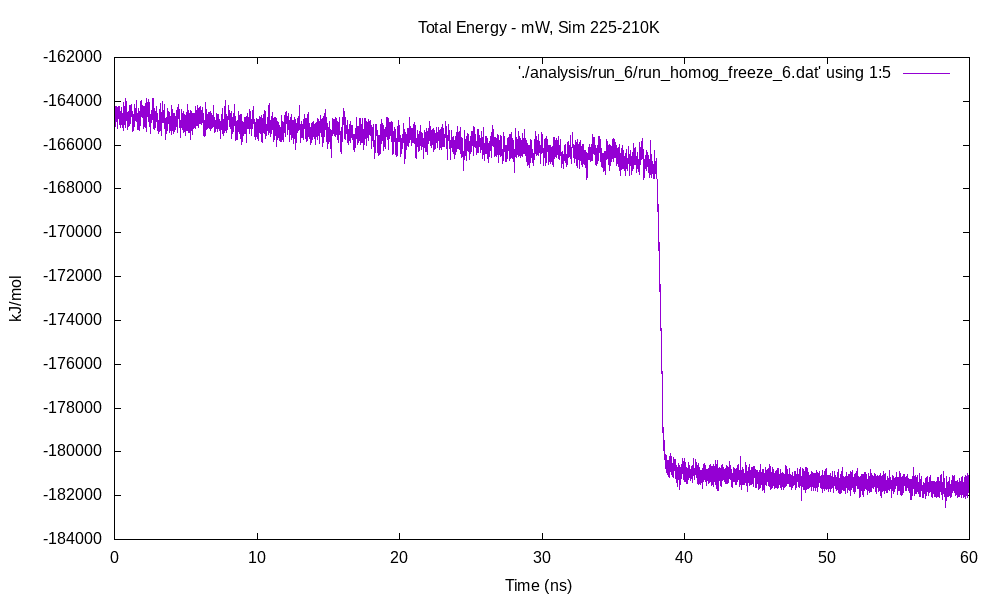 Total Energy - mW, Sim 225-210K
'./analysis/run_6/run_homog_freeze_6.dat' using 1:5
-162000
-164000
-166000
-168000
-170000
-172000
-174000
-176000
-178000
-180000
-182000
-184000
kJ/mol
0 10 20 30 40 50 60
Time (ns)